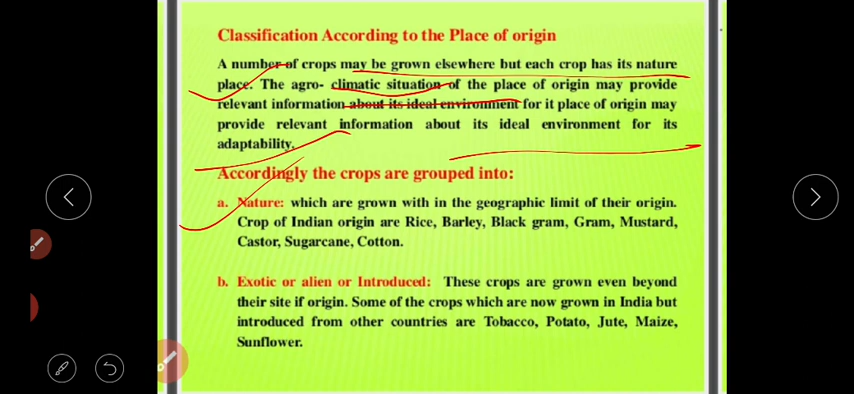 Classification According to the Place of origin
A number of crops may be grown elsewhere but each crop has its nature
place. The agro- climatic situation of the place of origin may provide
relevant information about its ideal environment for it place of origin may
provide relevant information about its ideal environment for its
adaptability.
Accordingly the crops are grouped into:
a. Nature: which are grown with in the geographic limit of their origin.
Crop of Indian origin are Rice, Barley, Black gram, Gram, Mustard,
Castor, Sugarcane, Cotton.
b. Exotic or alien or Introduced: These crops are grown even beyond
their site if origin. Some of the crops which are now grown in India but
introduced from other countries are Tobacco, Potato, Jute, Maize,
Sunflower.